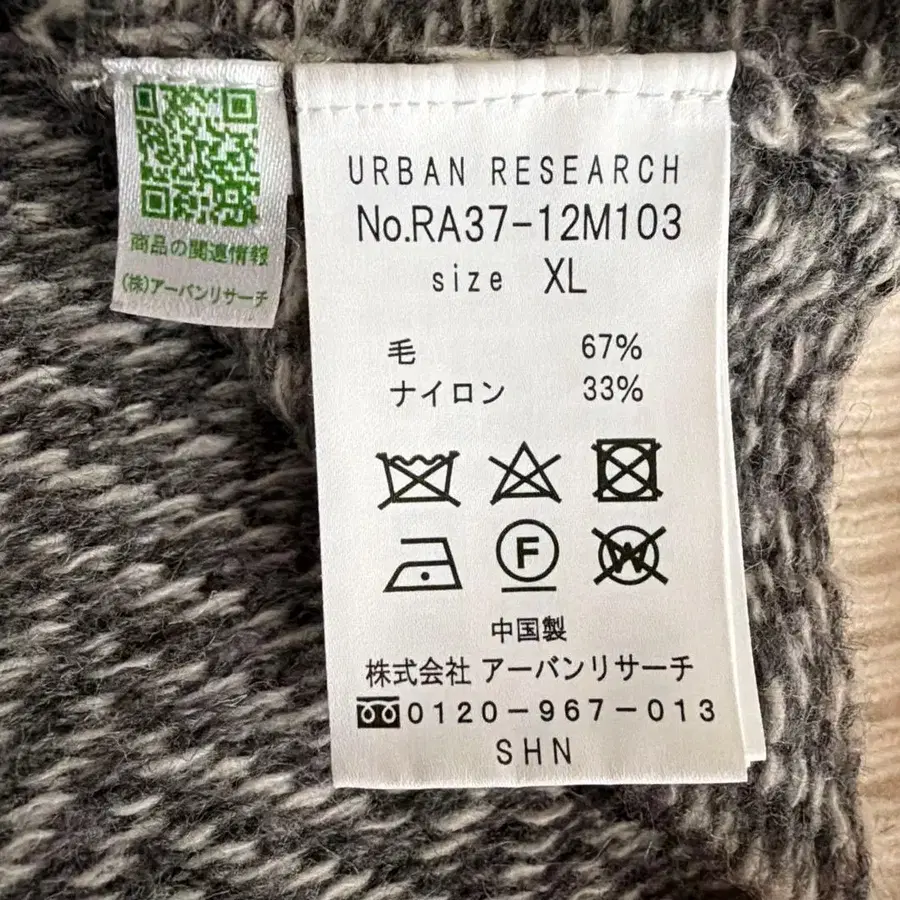 商品の関連情報
(株)アーバンリサーチ
URBAN RESEARCH
No.RA37-12M103
size XL
毛 67%
ナイロン 33%
F
W
中国製
株式会社 アーバンリサーチ
0120-967-013
SHN